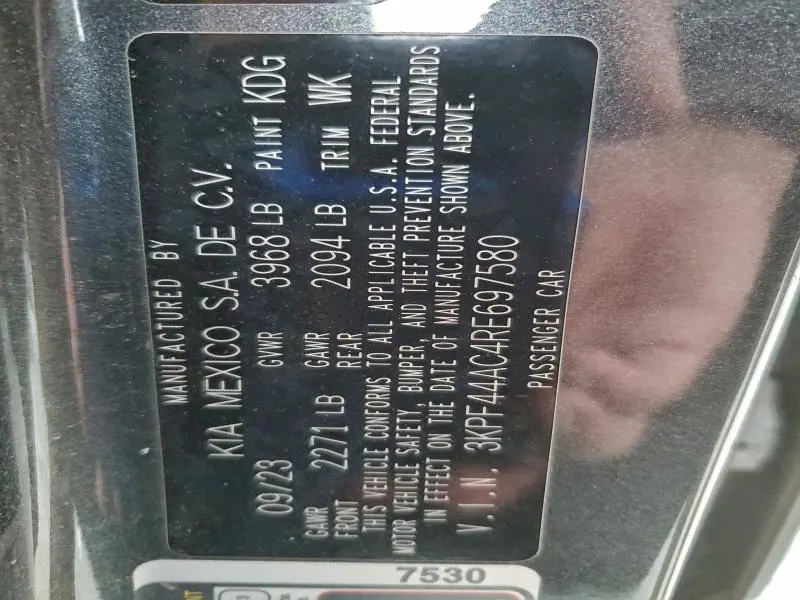 MANUFACTURED BY
KIA MEXICO S.A. DE C.V.
09/23 GVWR 3968 LB PAINT KDG
GAWR FRONT 2271 LB GAWR REAR 2094 LB TRIM WK
THIS VEHICLE CONFORMS TO ALL APPLICABLE U.S.A. FEDERAL
MOTOR VEHICLE SAFETY, BUMPER, AND THEFT PREVENTION STANDARDS
IN EFFECT ON THE DATE OF MANUFACTURE SHOWN ABOVE.
V.I.N. 3KPF44AC4RE697580
PASSENGER CAR
7530